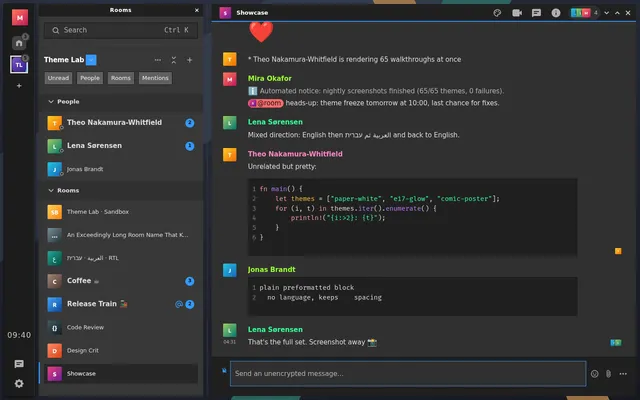 Rooms
Showcase
4
Search
Ctrl K
Theme Lab
Unread
People
Rooms
Mentions
TL
M
People
Theo Nakamura-Whitfield
2
Lena Sørensen
3
Jonas Brandt
Rooms
Theme Lab · Sandbox
An Exceedingly Long Room Name That K...
العربية · עברית · RTL
Coffee
2
Release Train
2
Code Review
Design Crit
Showcase
09:40
* Theo Nakamura-Whitfield is rendering 65 walkthroughs at once
Mira Okafor
Automated notice: nightly screenshots finished (65/65 themes, 0 failures).
@room heads-up: theme freeze tomorrow at 10:00, last chance for fixes.
Lena Sørensen
Mixed direction: English then العربية ثم עברית and back to English.
Theo Nakamura-Whitfield
Unrelated but pretty:
1 fn main() {
2     let themes = ["paper-white", "e17-glow", "comic-poster"];
3     for (i, t) in themes.iter().enumerate() {
4         println!("{i:>2}: {t}");
5     }
6 }
Jonas Brandt
1 plain preformatted block
2   no language, keeps    spacing
Lena Sørensen
04:31 That's the full set. Screenshot away
Send an unencrypted message...